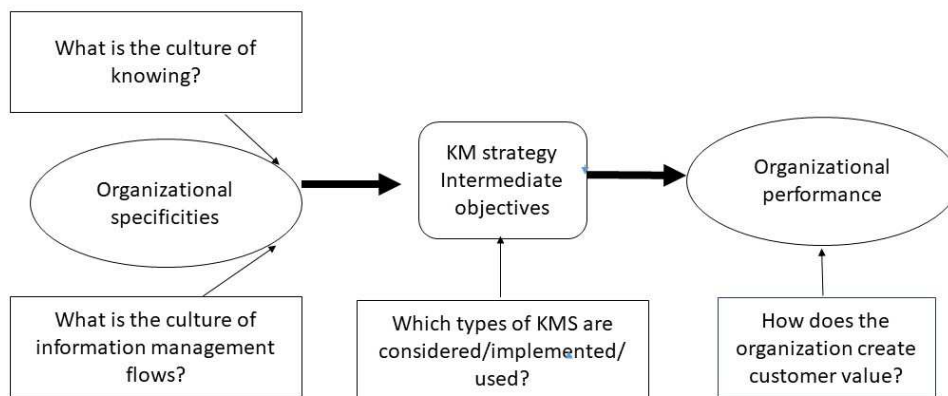 What is the culture of
knowing?
Organizational
specificities
KM strategy
Intermediate
objectives
Organizational
performance
What is the culture of
information management
flows?
Which types of KMS are
considered/implemented/
used?
How does the
organization create
customer value?